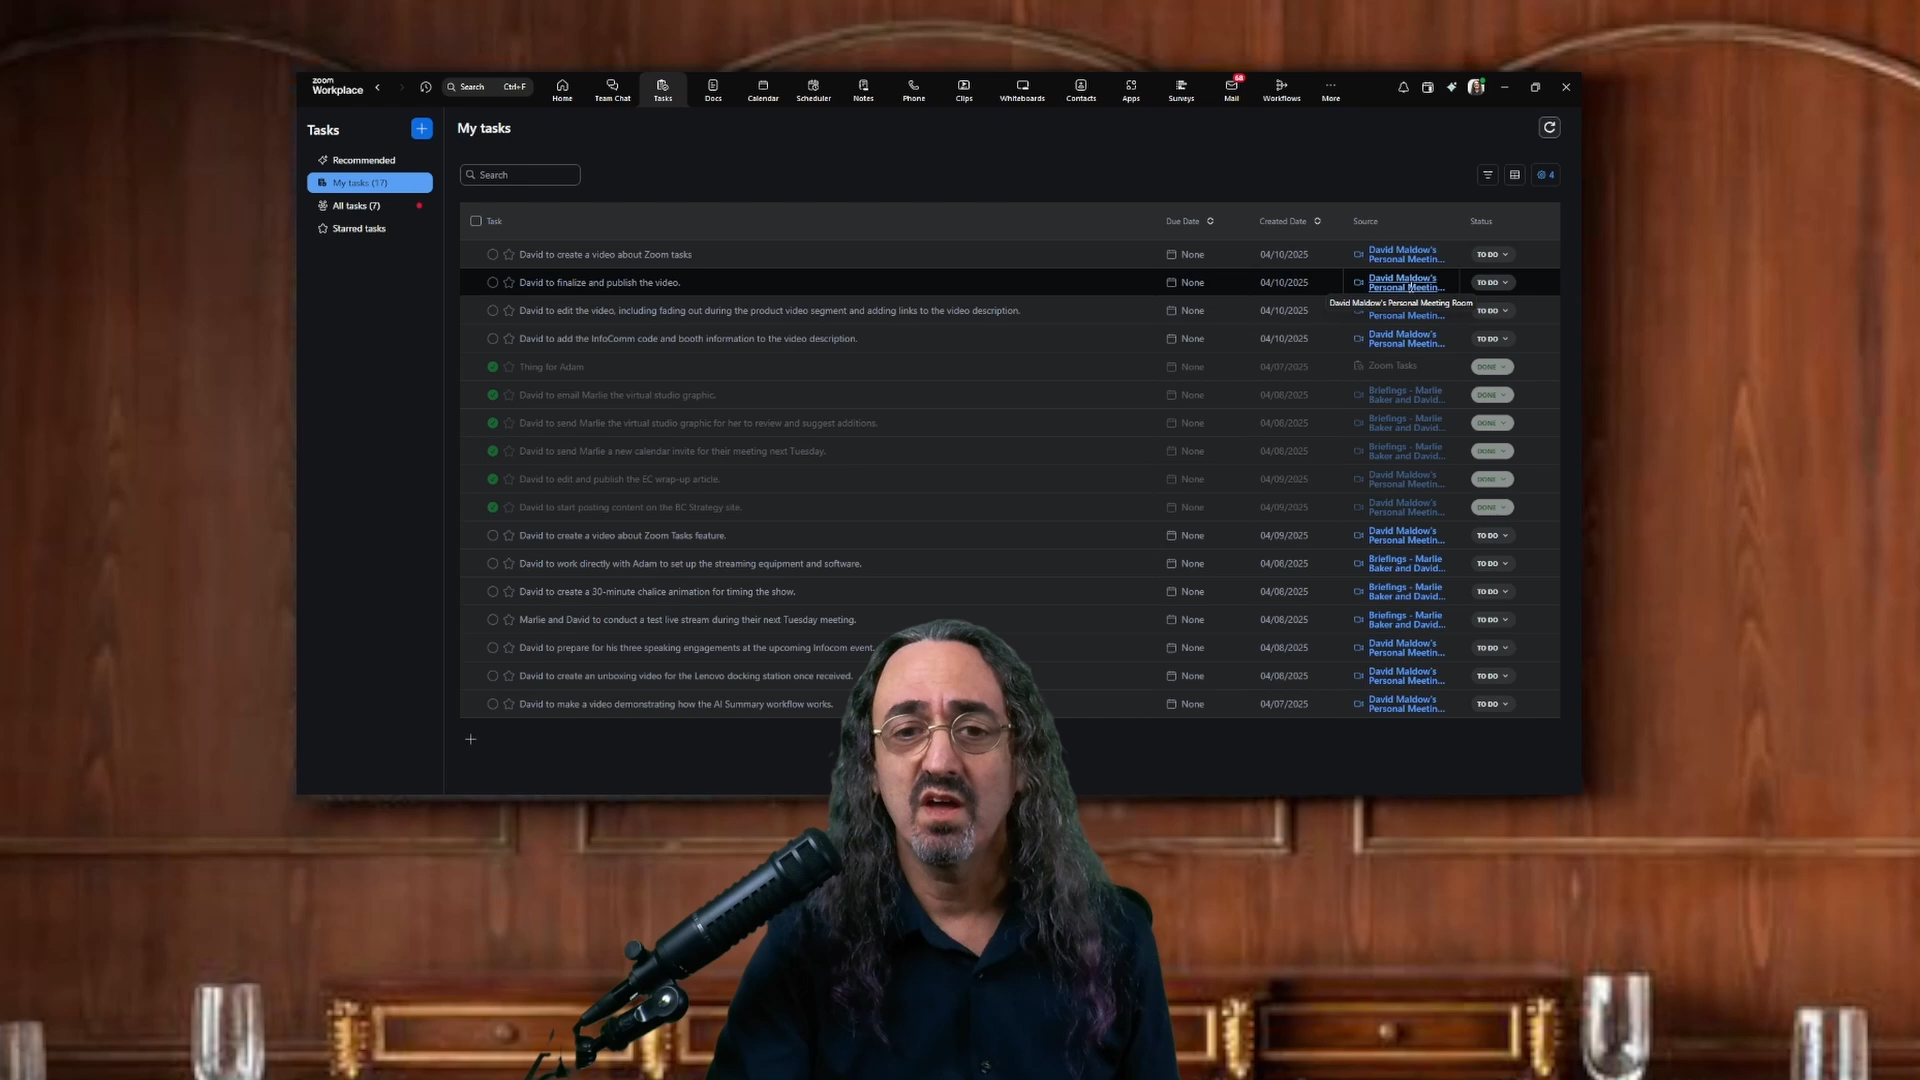 zoom
Workplace
Search Ctrl+F
Home
Team Chat
Tasks
Docs
Calendar
Scheduler
Notes
Phone
Clips
Whiteboards
Contacts
Apps
Surveys
68
Mail
Workflows
More
Tasks
Recommended
My tasks (17)
All tasks (7)
Starred tasks
My tasks
Search
4
Task Due Date Created Date Source Status
David to create a video about Zoom tasks None 04/10/2025 David Maldow's TO DO
Personal Meetin...
David to finalize and publish the video. None 04/10/2025 David Maldow's TO DO
Personal Meetin...
David Maldow's Personal Meeting Room
David to edit the video, including fading out during the product video segment and adding links to the video description. None 04/10/2025 Personal Meetin... TO DO
David to add the InfoComm code and booth information to the video description. None 04/10/2025 David Maldow's TO DO
Personal Meetin...
Thing for Adam None 04/07/2025 Zoom Tasks DONE
David to email Marlie the virtual studio graphic. None 04/08/2025 Briefings - Marlie DONE
Baker and David...
David to send Marlie the virtual studio graphic for her to review and suggest additions. None 04/08/2025 Briefings - Marlie DONE
Baker and David...
David to send Marlie a new calendar invite for their meeting next Tuesday. None 04/08/2025 Briefings - Marlie DONE
Baker and David...
David to edit and publish the EC wrap-up article. None 04/09/2025 David Maldow's DONE
Personal Meetin...
David to start posting content on the BC Strategy site. None 04/09/2025 David Maldow's DONE
Personal Meetin...
David to create a video about Zoom Tasks feature. None 04/09/2025 David Maldow's TO DO
Personal Meetin...
David to work directly with Adam to set up the streaming equipment and software. None 04/08/2025 Briefings - Marlie TO DO
Baker and David...
David to create a 30-minute chalice animation for timing the show. None 04/08/2025 Briefings - Marlie TO DO
Baker and David...
Marlie and David to conduct a test live stream during their next Tuesday meeting. None 04/08/2025 Briefings - Marlie TO DO
Baker and David...
David to prepare for his three speaking engagements at the upcoming Infocom event. None 04/08/2025 David Maldow's TO DO
Personal Meetin...
David to create an unboxing video for the Lenovo docking station once received. None 04/08/2025 David Maldow's TO DO
Personal Meetin...
David to make a video demonstrating how the AI Summary workflow works. None 04/07/2025 David Maldow's TO DO
Personal Meetin...